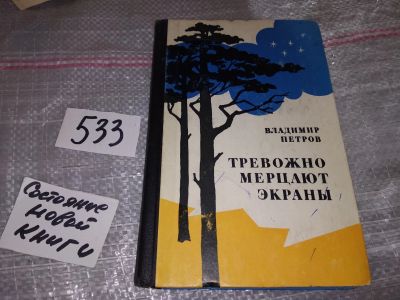 533
Состояние
новой
книги
ВЛАДИМИР
ПЕТРОВ
ТРЕВОЖНО
МЕРЦАЮТ
ЭКРАНЫ